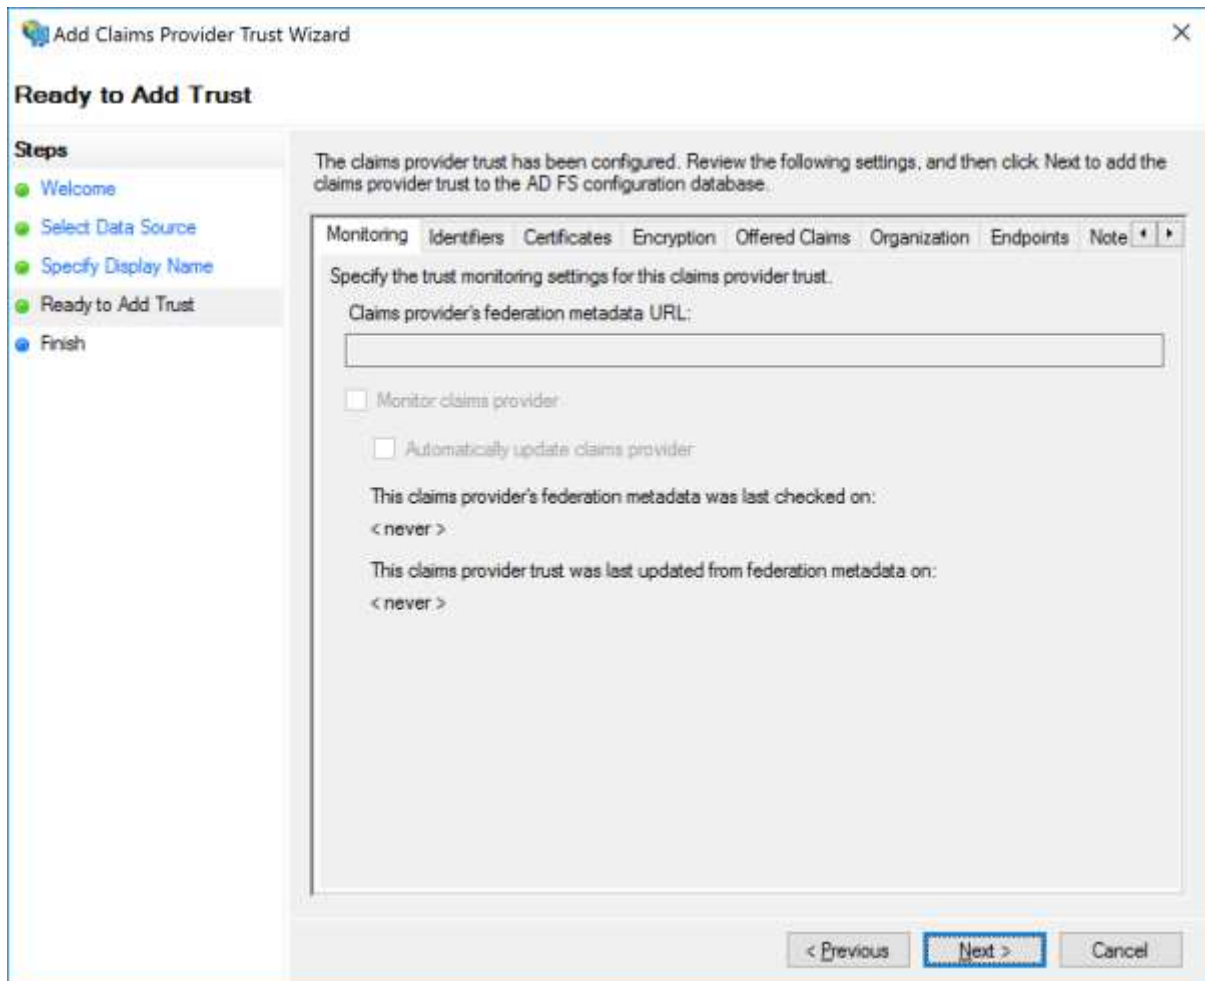 Add Claims Provider Trust Wizard
Ready to Add Trust
Steps
Welcome
Select Data Source
Specify Display Name
Ready to Add Trust
Finish
The claims provider trust has been configured. Review the following settings, and then click Next to add the
claims provider trust to the AD FS configuration database.
Monitoring Identifiers Certificates Encryption Offered Claims Organization Endpoints Note
Specify the trust monitoring settings for this claims provider trust.
Claims provider's federation metadata URL:
Monitor claims provider
Automatically update claims provider
This claims provider's federation metadata was last checked on:
< never >
This claims provider trust was last updated from federation metadata on:
< never >
< Previous Next > Cancel